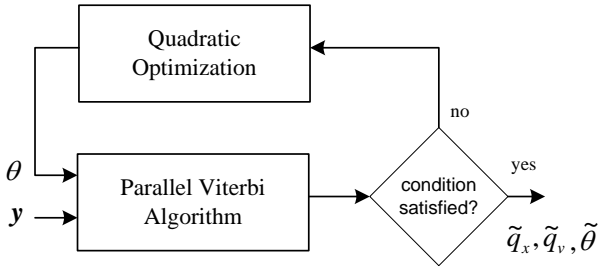 Quadratic
Optimization
no
yes
θ
Parallel Viterbi
Algorithm
condition
satisfied?
y
q̃ₓ, q̃ᵥ, θ̃